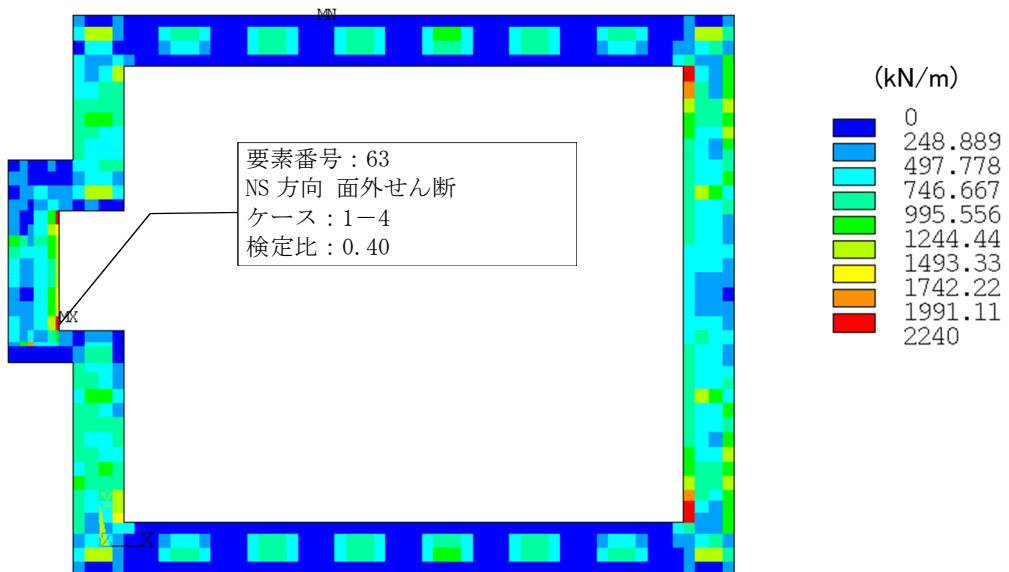 MN
(kN/m)
0
248.889
497.778
746.667
995.556
1244.44
1493.33
1742.22
1991.11
2240
要素番号：63
NS 方向 面外せん断
ケース：1－4
検定比：0.40
MX
Y
Z
X